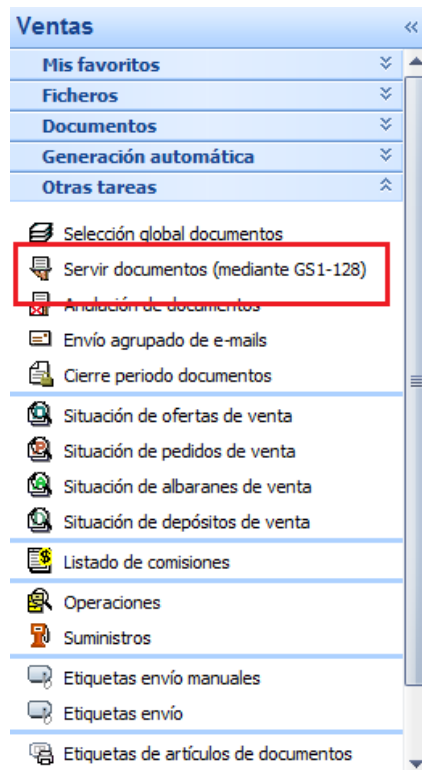 Ventas
Mis favoritos
Ficheros
Documentos
Generación automática
Otras tareas
Selección global documentos
Servir documentos (mediante GS1-128)
Anulación de documentos
Envío agrupado de e-mails
Cierre periodo documentos
Situación de ofertas de venta
Situación de pedidos de venta
Situación de albaranes de venta
Situación de depósitos de venta
Listado de comisiones
Operaciones
Suministros
Etiquetas envío manuales
Etiquetas envío
Etiquetas de artículos de documentos